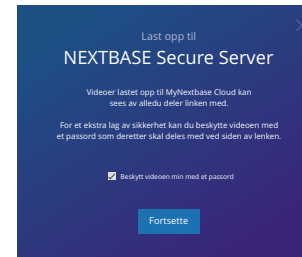 Last opp til
NEXTBASE Secure Server
Videoer lastet opp til MyNextbase Cloud kan
sees av alledu deler linken med.
For et ekstra lag av sikkerhet kan du beskytte videoen med
et passord som deretter skal deles med ved siden av lenken.
Beskytt videoen min med et passord
Fortsette